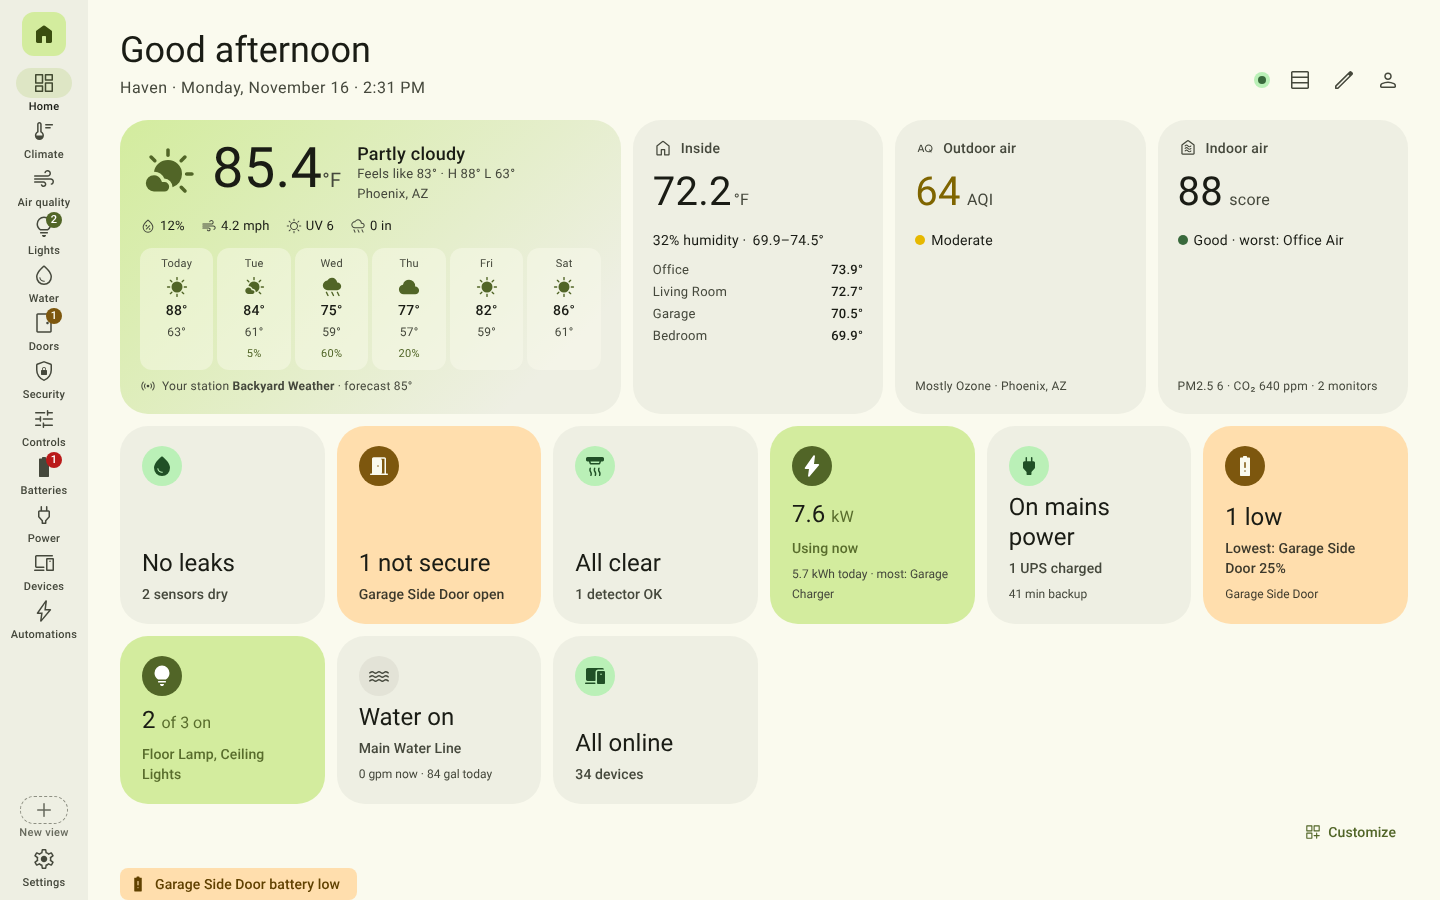 Good afternoon
Haven · Monday, November 16 · 2:31 PM
Home
Climate
Air quality
2
Lights
Water
1
Doors
Security
Controls
1
Batteries
Power
Devices
Automations
New view
Settings
85.4°F
Partly cloudy
Feels like 83° · H 88° L 63°
Phoenix, AZ
12% 4.2 mph UV 6 0 in
Today Tue Wed Thu Fri Sat
88° 84° 75° 77° 82° 86°
63° 61° 59° 57° 59° 61°
5% 60% 20%
Your station Backyard Weather · forecast 85°
Inside
72.2°F
32% humidity · 69.9–74.5°
Office 73.9°
Living Room 72.7°
Garage 70.5°
Bedroom 69.9°
AQ Outdoor air
64 AQI
Moderate
Mostly Ozone · Phoenix, AZ
Indoor air
88 score
Good · worst: Office Air
PM2.5 6 · CO₂ 640 ppm · 2 monitors
No leaks
2 sensors dry
1 not secure
Garage Side Door open
All clear
1 detector OK
7.6 kW
Using now
5.7 kWh today · most: Garage
Charger
On mains
power
1 UPS charged
41 min backup
1 low
Lowest: Garage Side
Door 25%
Garage Side Door
2 of 3 on
Floor Lamp, Ceiling
Lights
Water on
Main Water Line
0 gpm now · 84 gal today
All online
34 devices
Customize
Garage Side Door battery low